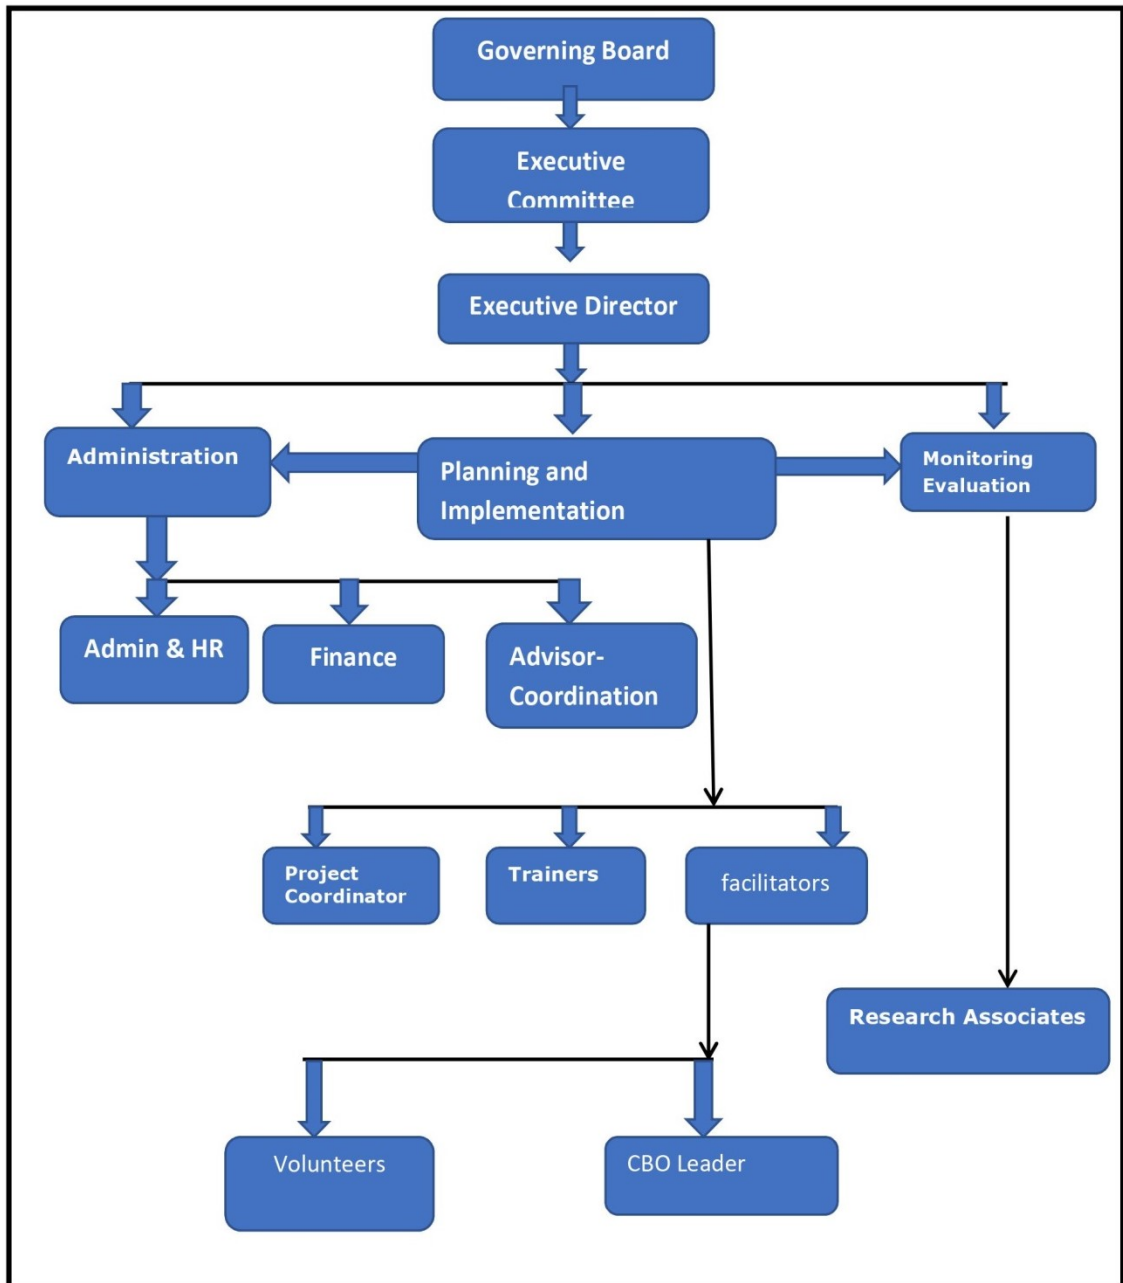 Governing Board
Executive
Committee
Executive Director
Administration
Planning and
Implementation
Monitoring
Evaluation
Admin & HR
Finance
Advisor-
Coordination
Project
Coordinator
Trainers
facilitators
Research Associates
Volunteers
CBO Leader